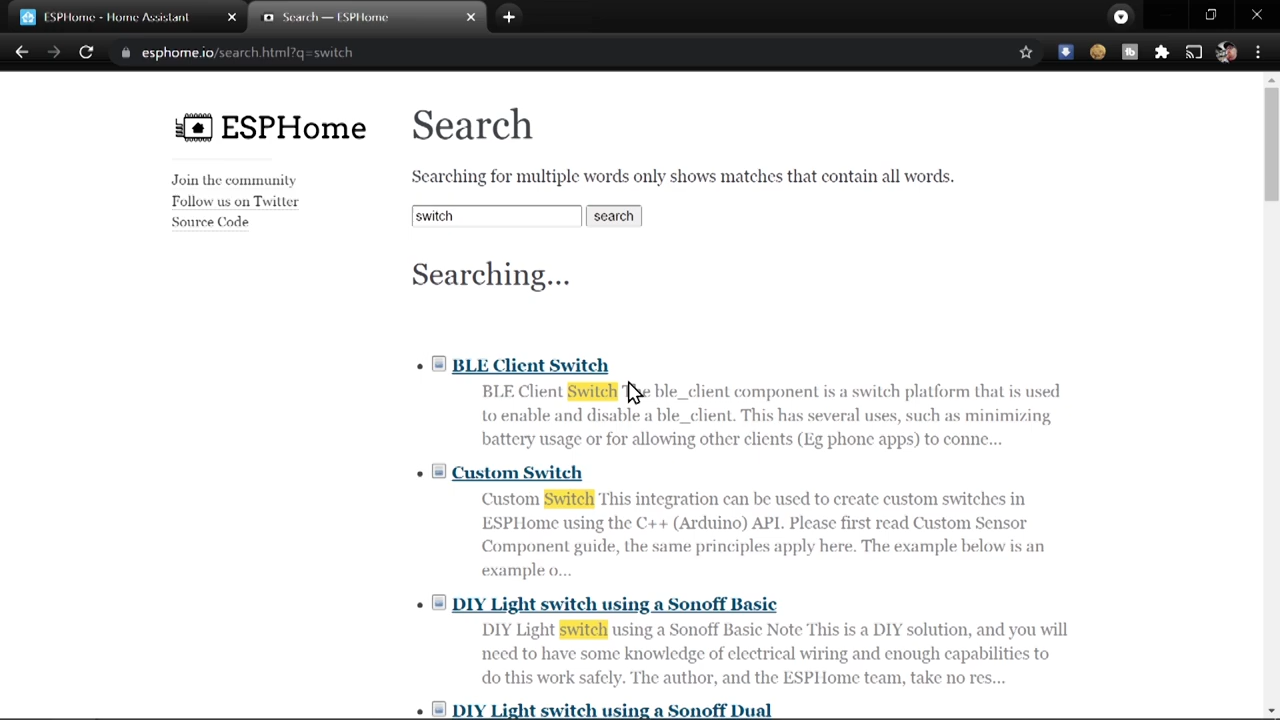 ESPHome - Home Assistant
Search — ESPHome
esphome.io/search.html?q=switch
ESPHome
Join the community
Follow us on Twitter
Source Code
Search
Searching for multiple words only shows matches that contain all words.
switch
search
Searching...
BLE Client Switch
BLE Client Switch ble_client component is a switch platform that is used
to enable and disable a ble_client. This has several uses, such as minimizing
battery usage or for allowing other clients (Eg phone apps) to conne...
Custom Switch
Custom Switch This integration can be used to create custom switches in
ESPHome using the C++ (Arduino) API. Please first read Custom Sensor
Component guide, the same principles apply here. The example below is an
example o...
DIY Light switch using a Sonoff Basic
DIY Light switch using a Sonoff Basic Note This is a DIY solution, and you will
need to have some knowledge of electrical wiring and enough capabilities to
do this work safely. The author, and the ESPHome team, take no res...
DIY Light switch using a Sonoff Dual